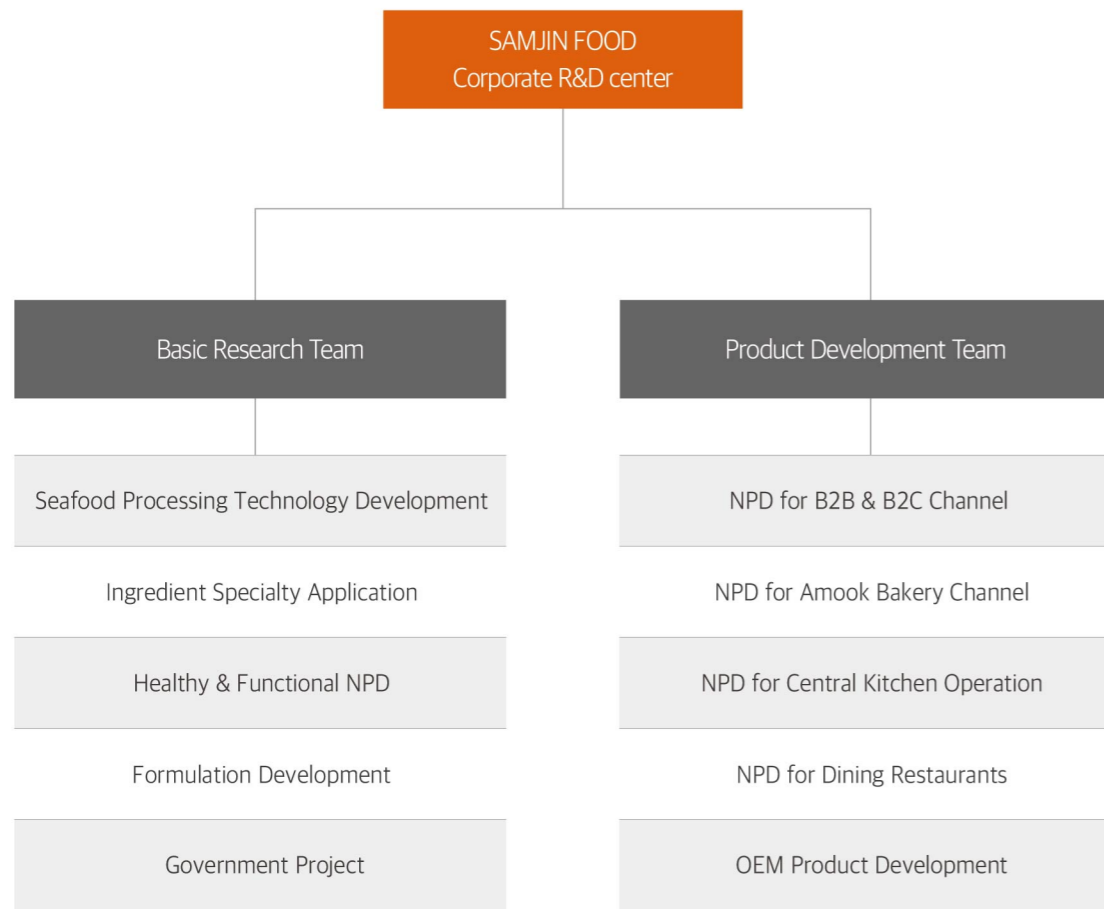 SAMJIN FOOD
Corporate R&D center
Basic Research Team
Seafood Processing Technology Development
Ingredient Specialty Application
Healthy & Functional NPD
Formulation Development
Government Project
Product Development Team
NPD for B2B & B2C Channel
NPD for Amook Bakery Channel
NPD for Central Kitchen Operation
NPD for Dining Restaurants
OEM Product Development